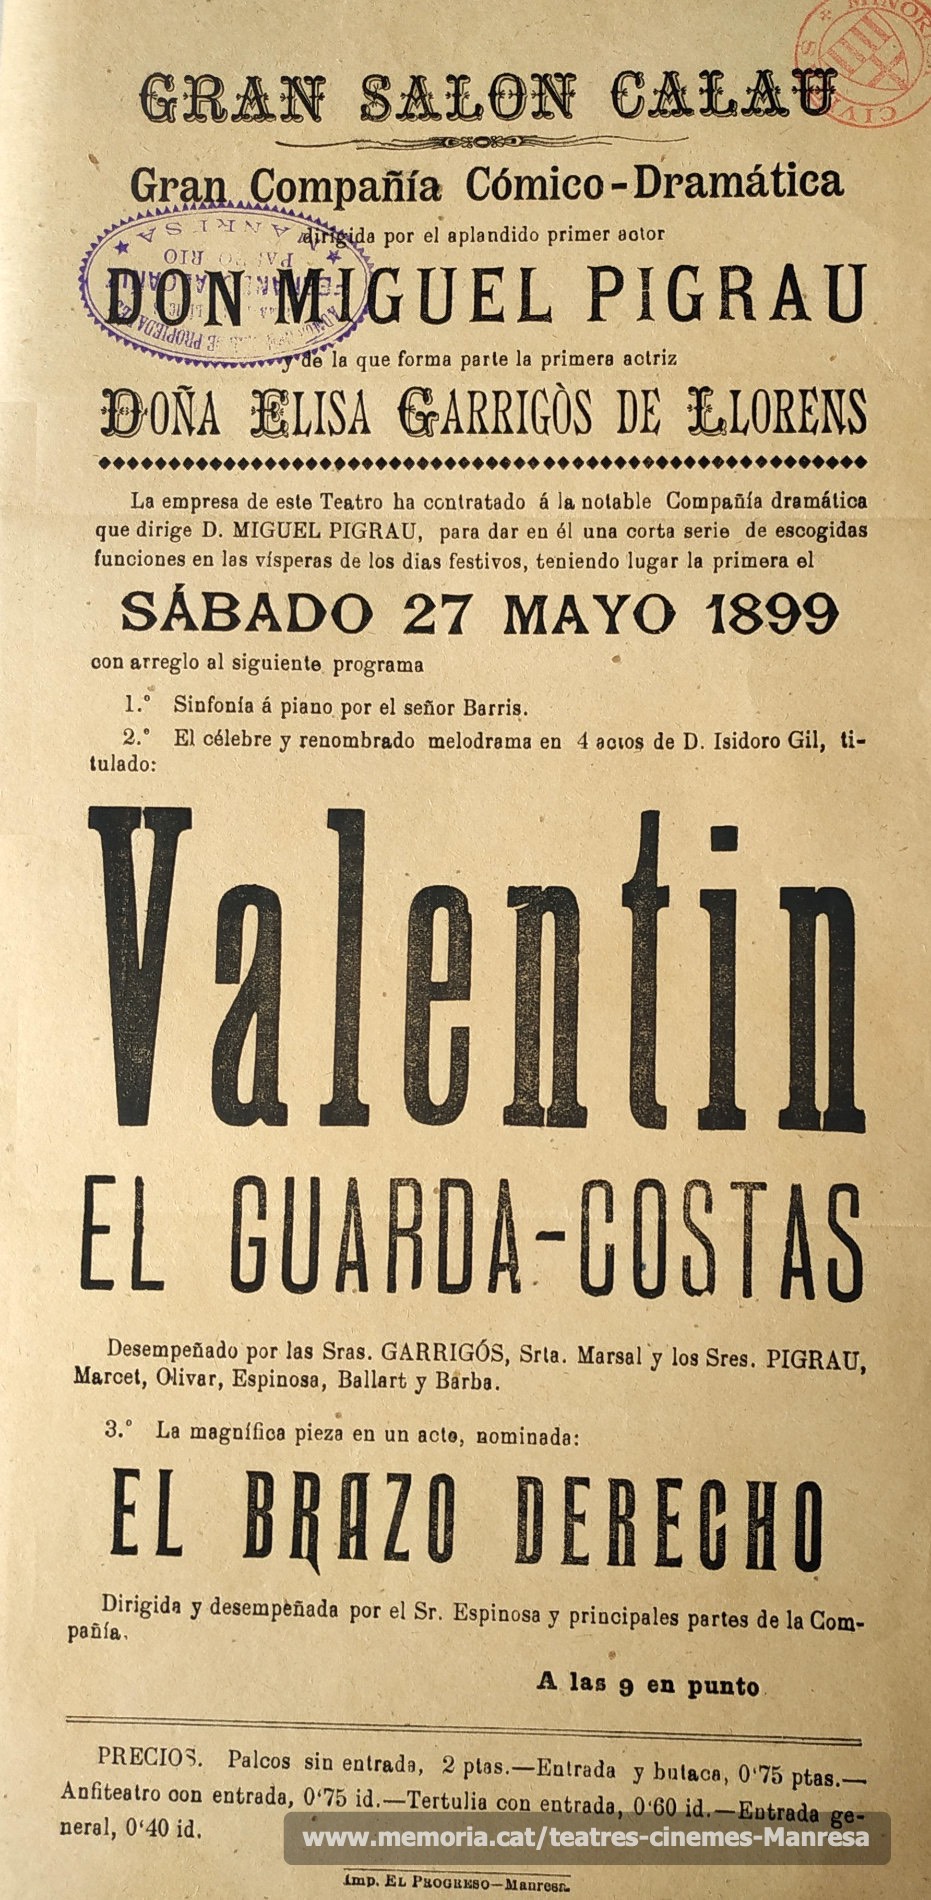 GRAN SALON CALAU
Gran Compañía Cómico-Dramática
dirigida por el aplandido primer actor
DON MIGUEL PIGRAU
y de la que forma parte la primera actriz
DOÑA ELISA GARRIGÒS DE LLORENS
La empresa de este Teatro ha contratado á la notable Compañía dramática
que dirige D. MIGUEL PIGRAU, para dar en él una corta serie de escogidas
funciones en las vísperas de los dias festivos, teniendo lugar la primera el
SÁBADO 27 MAYO 1899
con arreglo al siguiente programa
1.º Sinfonía á piano por el señor Barris.
2.º El célebre y renombrado melodrama en 4 actos de D. Isidoro Gil, ti-
tulado:
Valentin
EL GUARDA-COSTAS
Desempeñado por las Sras. GARRIGÓS, Srta. Marsal y los Sres. PIGRAU,
Marcet, Olivar, Espinosa, Ballart y Barba.
3.º La magnífica pieza en un acto, nominada:
EL BRAZO DERECHO
Dirigida y desempeñada por el Sr. Espinosa y principales partes de la Com-
pañía.
A las 9 en punto
PRECIOS. Palcos sin entrada, 2 ptas.—Entrada y butaca, 0'75 ptas.—
Anfiteatro con entrada, 0'75 id.—Tertulia con entrada, 0'60 id.—Entrada ge-
neral, 0'40 id.
www.memoria.cat/teatres-cinemes-Manresa
Imp. EL PROGRESO—Manresa.
MANRESA